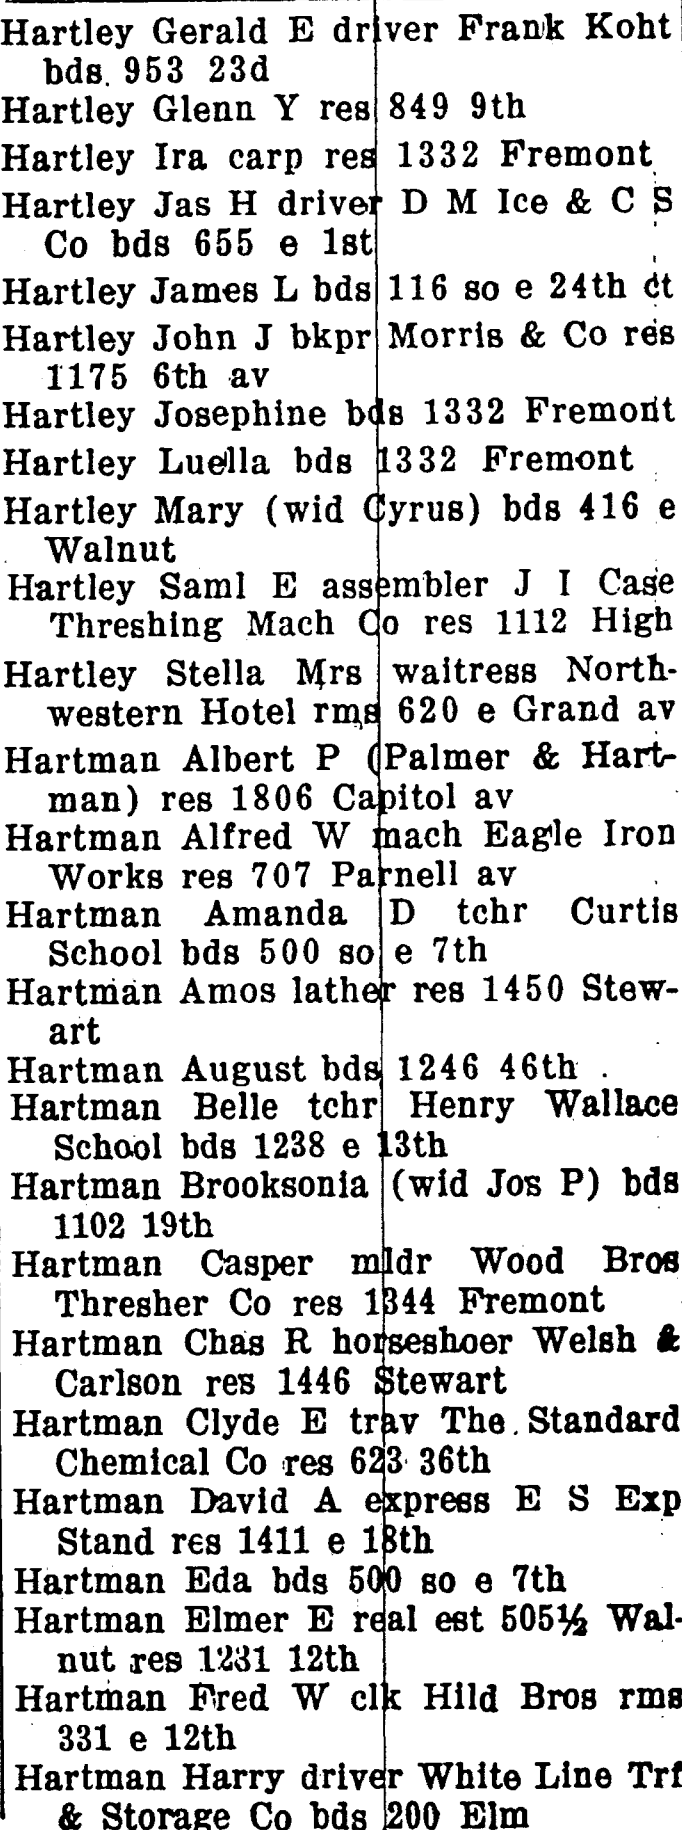 Hartley Gerald E driver Frank Koht
bds 953 23d
Hartley Glenn Y res 849 9th
Hartley Ira carp res 1332 Fremont
Hartley Jas H driver D M Ice & C S
Co bds 655 e 1st
Hartley James L bds 116 so e 24th ct
Hartley John J bkpr Morris & Co res
1175 6th av
Hartley Josephine bds 1332 Fremont
Hartley Luella bds 1332 Fremont
Hartley Mary (wid Cyrus) bds 416 e
Walnut
Hartley Saml E assembler J I Case
Threshing Mach Co res 1112 High
Hartley Stella Mrs waitress North-
western Hotel rms 620 e Grand av
Hartman Albert P (Palmer & Hart-
man) res 1806 Capitol av
Hartman Alfred W mach Eagle Iron
Works res 707 Parnell av
Hartman Amanda D tchr Curtis
School bds 500 so e 7th
Hartman Amos lather res 1450 Stew-
art
Hartman August bds 1246 46th
Hartman Belle tchr Henry Wallace
School bds 1238 e 13th
Hartman Brooksonia (wid Jos P) bds
1102 19th
Hartman Casper mldr Wood Bros
Thresher Co res 1344 Fremont
Hartman Chas R horseshoer Welsh &
Carlson res 1446 Stewart
Hartman Clyde E trav The Standard
Chemical Co res 623 36th
Hartman David A express E S Exp
Stand res 1411 e 18th
Hartman Eda bds 500 so e 7th
Hartman Elmer E real est 505½ Wal-
nut res 1231 12th
Hartman Fred W clk Hild Bros rms
331 e 12th
Hartman Harry driver White Line Trf
& Storage Co bds 200 Elm